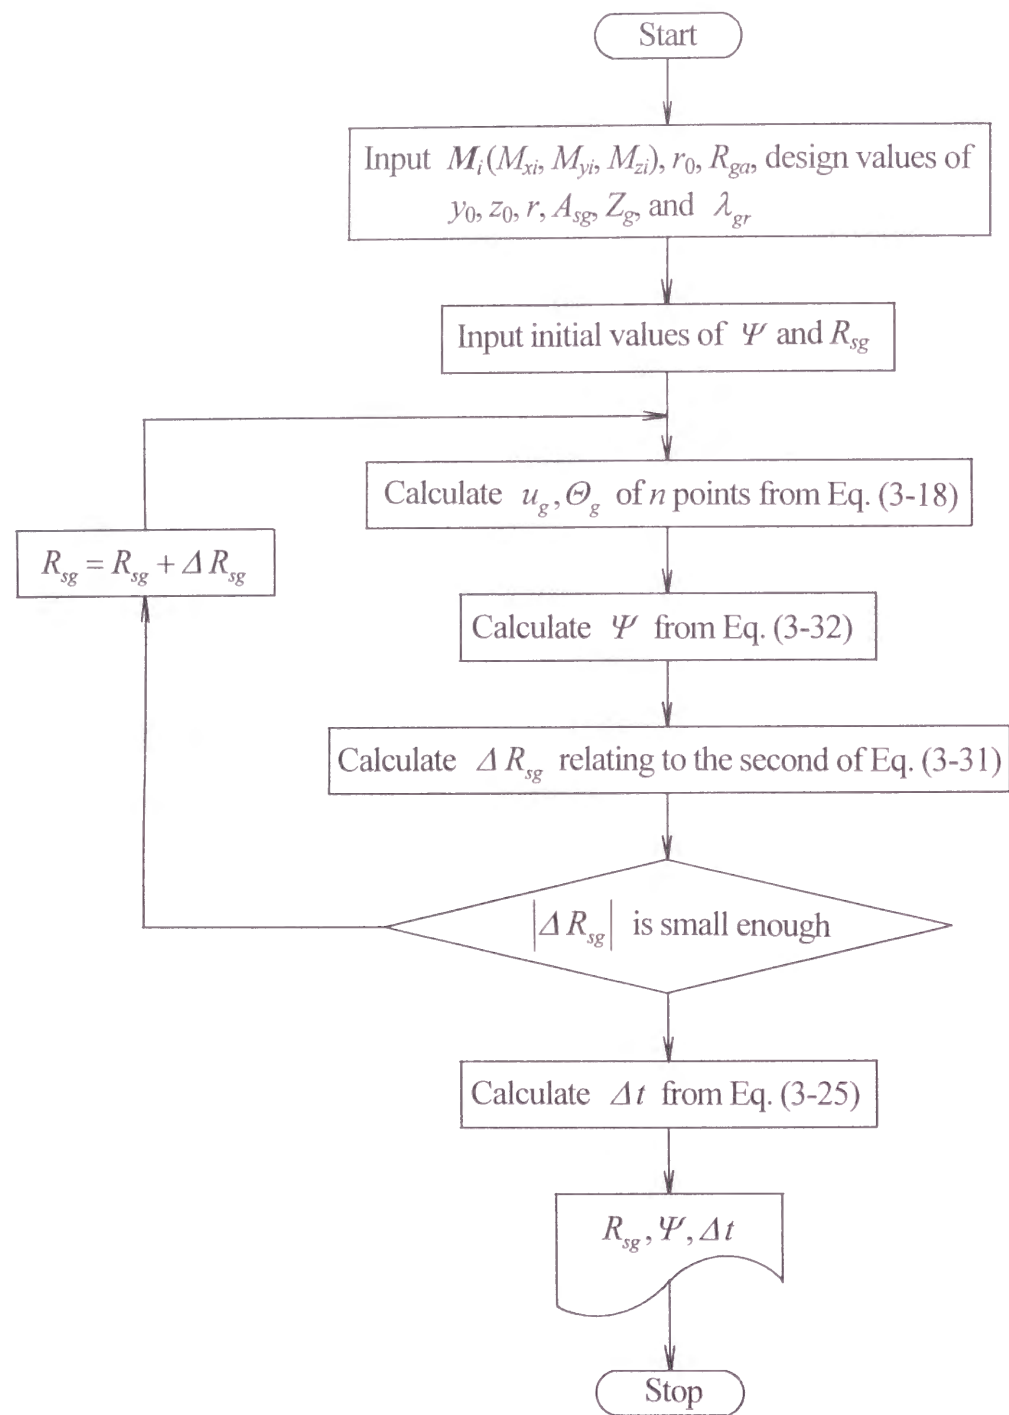 Start
Input M_i(M_xi, M_yi, M_zi), r_0, R_ga, design values of
y_0, z_0, r, A_sg, Z_g, and λ_gr
Input initial values of Ψ and R_sg
Calculate u_g, Θ_g of n points from Eq. (3-18)
R_sg = R_sg + Δ R_sg
Calculate Ψ from Eq. (3-32)
Calculate Δ R_sg relating to the second of Eq. (3-31)
|Δ R_sg| is small enough
Calculate Δt from Eq. (3-25)
R_sg, Ψ, Δt
Stop